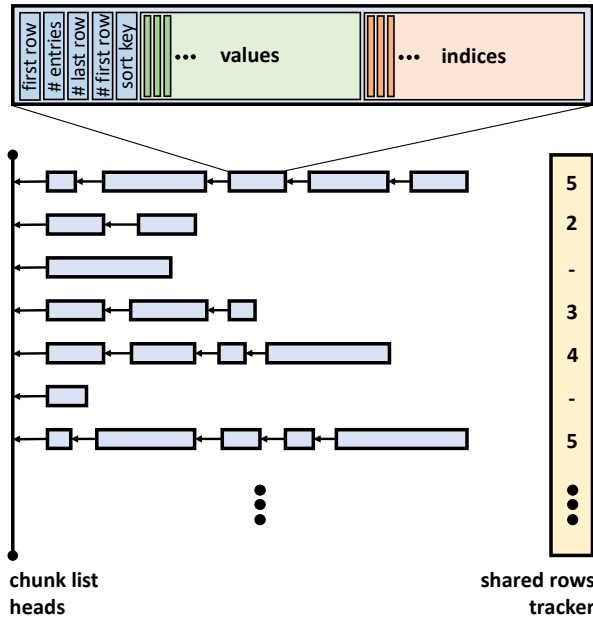 first row
# entries
# last row
# first row
sort key
... values
... indices
5
2
-
3
4
-
5
chunk list
heads
shared rows
tracker